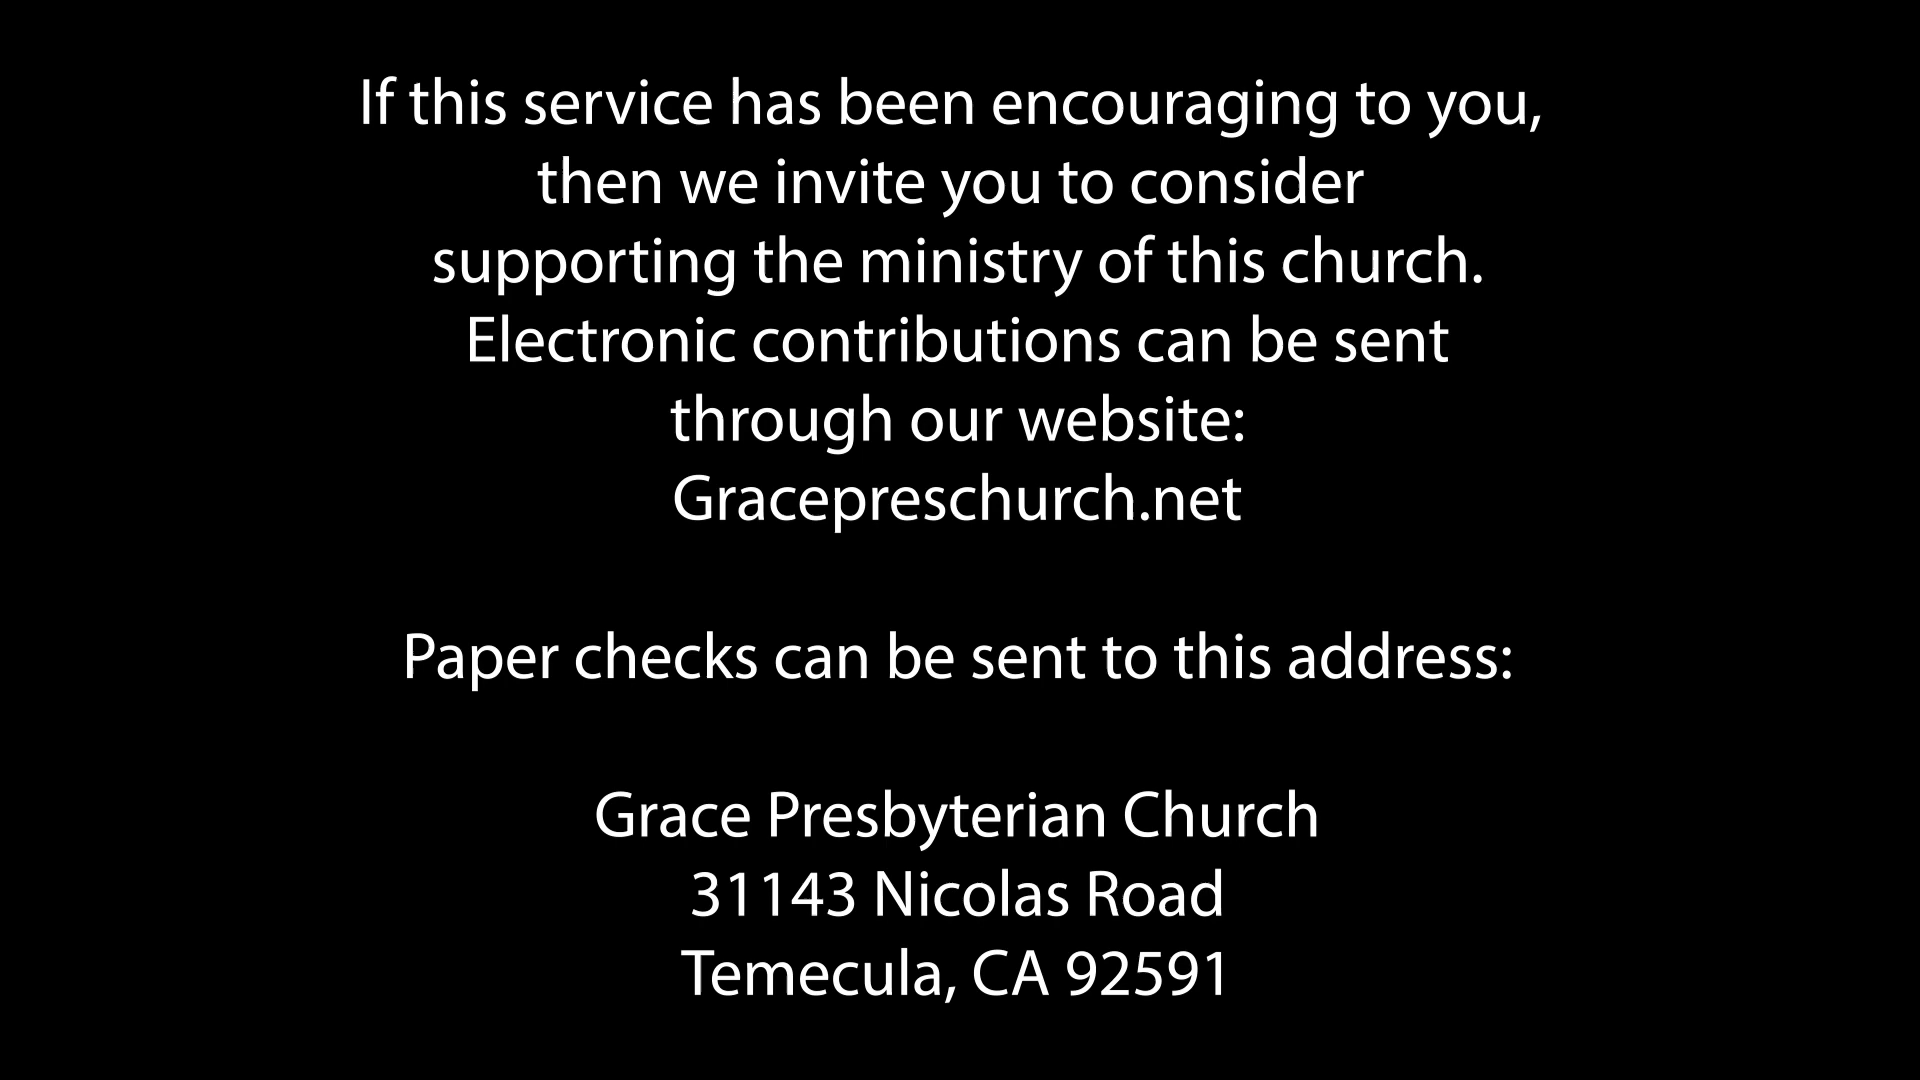 If this service has been encouraging to you,
then we invite you to consider
supporting the ministry of this church.
Electronic contributions can be sent
through our website:
Gracepreschurch.net
Paper checks can be sent to this address:
Grace Presbyterian Church
31143 Nicolas Road
Temecula, CA 92591